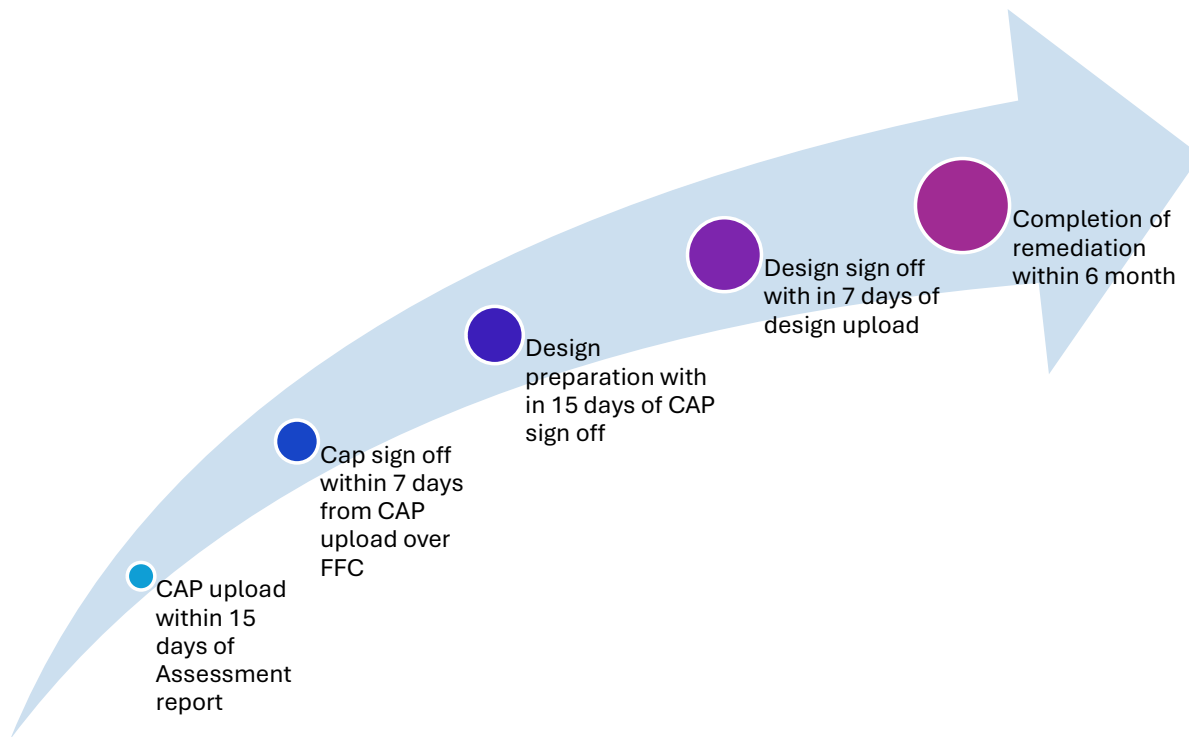 CAP upload
within 15
days of
Assessment
report
Cap sign off
within 7 days
from CAP
upload over
FFC
Design
preparation with
in 15 days of CAP
sign off
Design sign off
with in 7 days of
design upload
Completion of
remediation
within 6 month